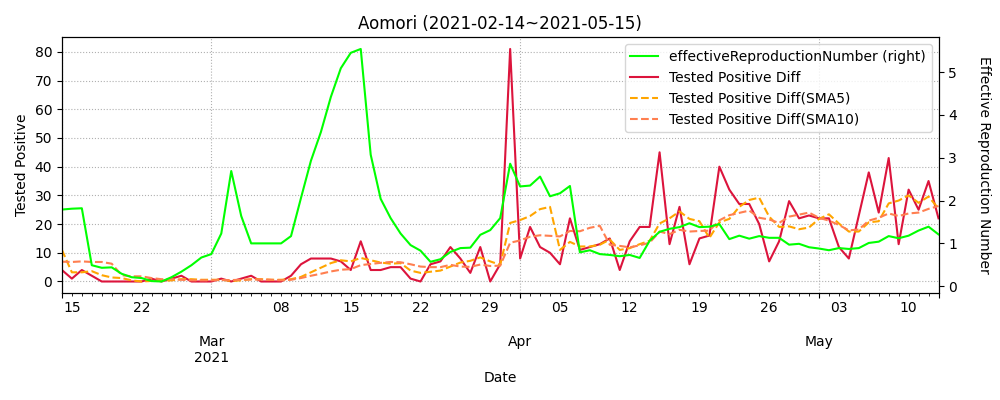 Aomori (2021-02-14~2021-05-15)
effectiveReproductionNumber (right)
Tested Positive Diff
Tested Positive Diff(SMA5)
Tested Positive Diff(SMA10)
Tested Positive
80
70
60
50
40
30
20
10
0
5
4
3
2
1
0
Effective Reproduction Number
15 22 08 15 22 29 05 12 19 26 03 10
Mar Apr May
2021
Date